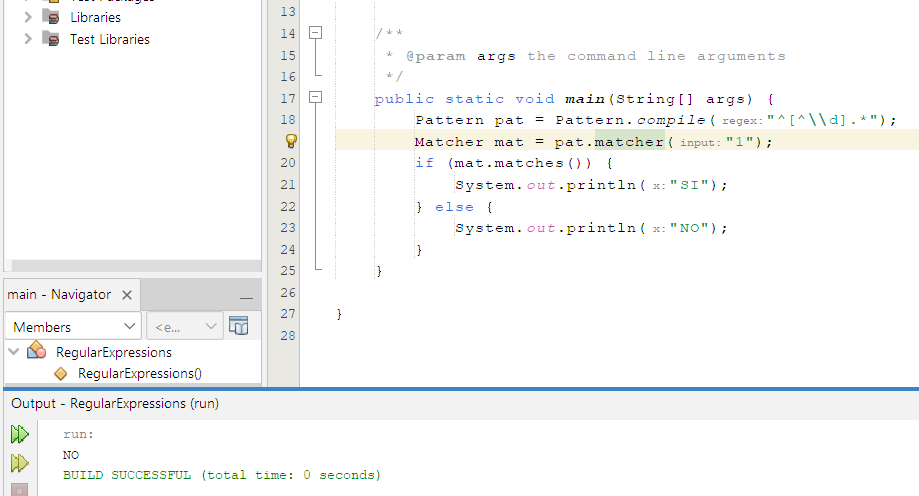 Libraries
Test Libraries
main - Navigator
Members
<e...
RegularExpressions
RegularExpressions()
13
14 /**
15 * @param args the command line arguments
16 */
17 public static void main(String[] args) {
18 Pattern pat = Pattern.compile( regex: "^[^\\d].*");
Matcher mat = pat.matcher( input: "1");
20 if (mat.matches()) {
21 System.out.println( x: "SI");
22 } else {
23 System.out.println( x: "NO");
24 }
25 }
26
27 }
28
Output - RegularExpressions (run)
run:
NO
BUILD SUCCESSFUL (total time: 0 seconds)